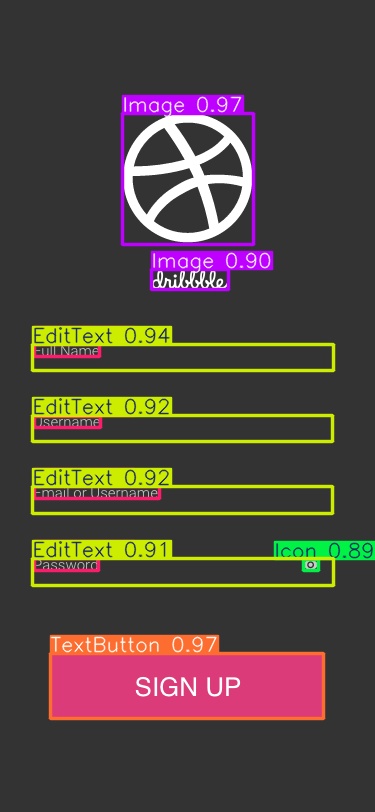 Image 0.97
Image 0.90
dribbble
EditText 0.94
Full Name
EditText 0.92
Username
EditText 0.92
Email or Username
EditText 0.91
Icon 0.89
Password
TextButton 0.97
SIGN UP